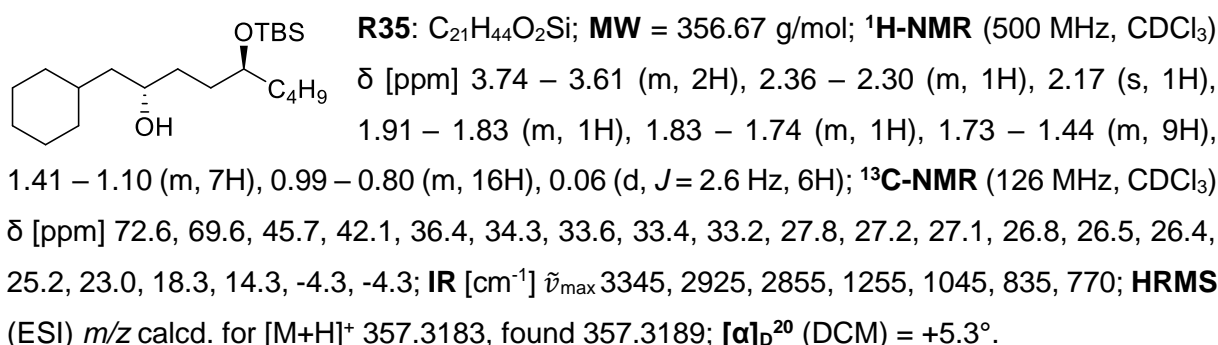 OTBS
C₄H₉
OH
R35: C₂₁H₄₄O₂Si; MW = 356.67 g/mol; ¹H-NMR (500 MHz, CDCl₃)
δ [ppm] 3.74 – 3.61 (m, 2H), 2.36 – 2.30 (m, 1H), 2.17 (s, 1H),
1.91 – 1.83 (m, 1H), 1.83 – 1.74 (m, 1H), 1.73 – 1.44 (m, 9H),
1.41 – 1.10 (m, 7H), 0.99 – 0.80 (m, 16H), 0.06 (d, J = 2.6 Hz, 6H); ¹³C-NMR (126 MHz, CDCl₃)
δ [ppm] 72.6, 69.6, 45.7, 42.1, 36.4, 34.3, 33.6, 33.4, 33.2, 27.8, 27.2, 27.1, 26.8, 26.5, 26.4,
25.2, 23.0, 18.3, 14.3, -4.3, -4.3; IR [cm⁻¹] ṽmax 3345, 2925, 2855, 1255, 1045, 835, 770; HRMS
(ESI) m/z calcd. for [M+H]⁺ 357.3183, found 357.3189; [α]D²⁰ (DCM) = +5.3°.